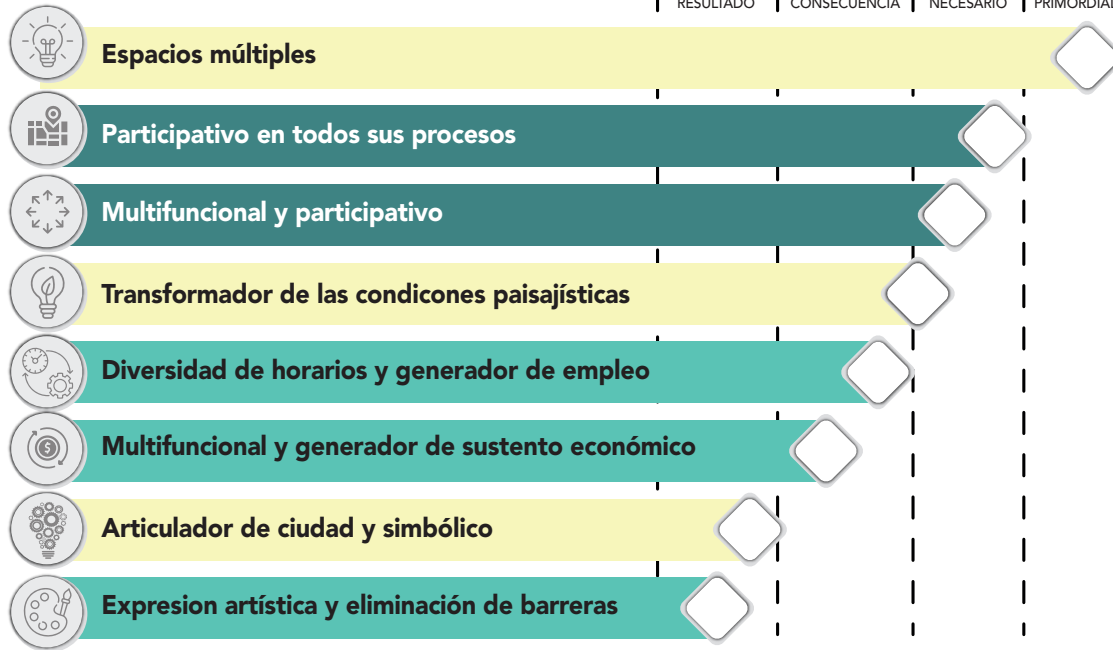 RESULTADO CONSECUENCIA NECESARIO PRIMORDIAL
Espacios múltiples
Participativo en todos sus procesos
Multifuncional y participativo
Transformador de las condicones paisajísticas
Diversidad de horarios y generador de empleo
Multifuncional y generador de sustento económico
$
Articulador de ciudad y simbólico
Expresion artística y eliminación de barreras